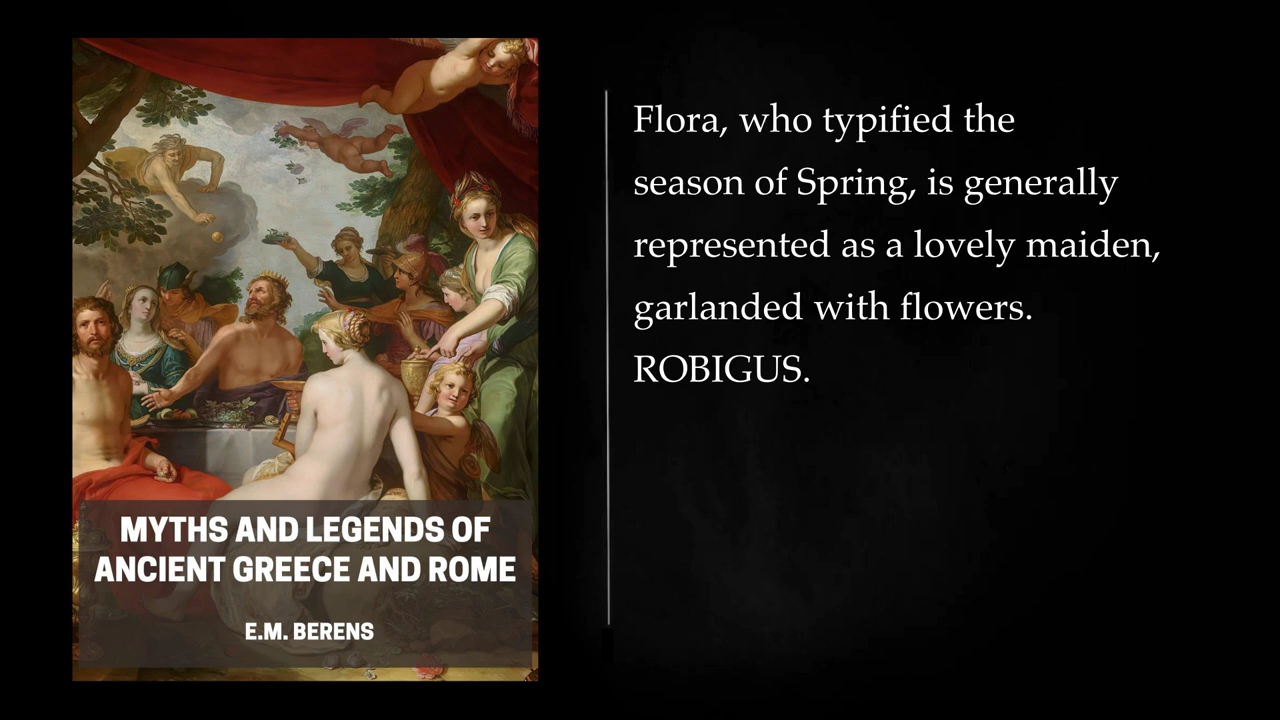 MYTHS AND LEGENDS OF
ANCIENT GREECE AND ROME
E.M. BERENS
Flora, who typified the
season of Spring, is generally
represented as a lovely maiden,
garlanded with flowers.
ROBIGUS.